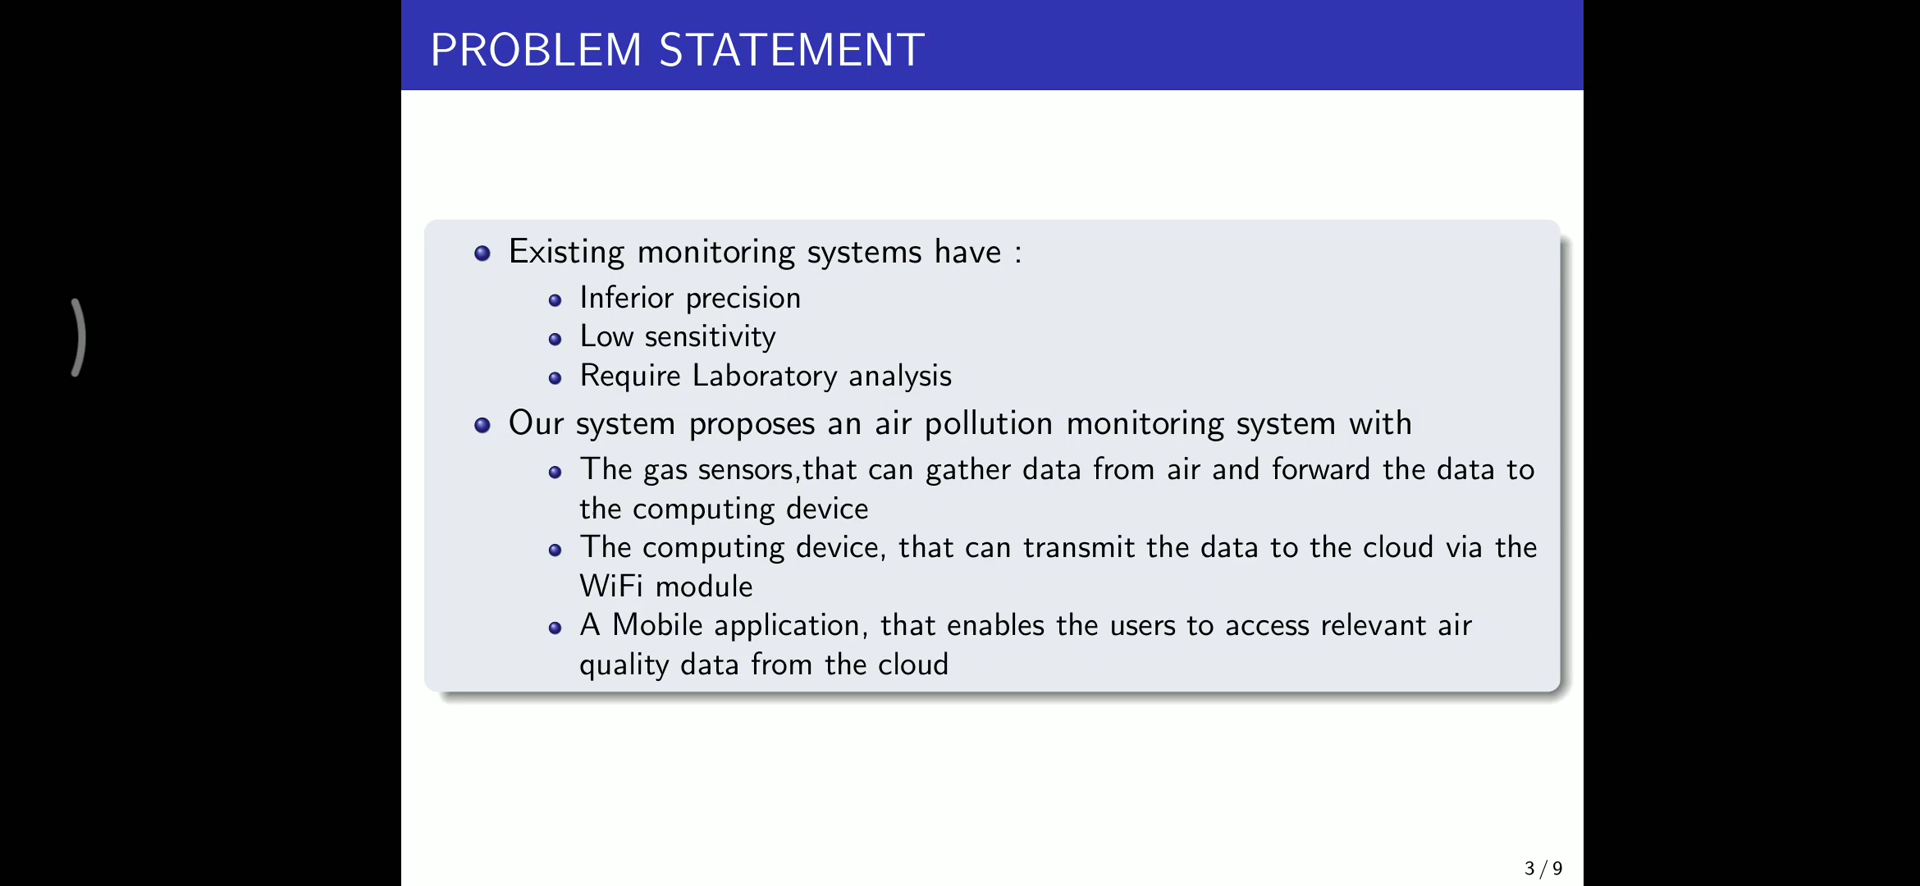 PROBLEM STATEMENT
Existing monitoring systems have :
Inferior precision
Low sensitivity
Require Laboratory analysis
Our system proposes an air pollution monitoring system with
The gas sensors,that can gather data from air and forward the data to
the computing device
The computing device, that can transmit the data to the cloud via the
WiFi module
A Mobile application, that enables the users to access relevant air
quality data from the cloud
3 / 9